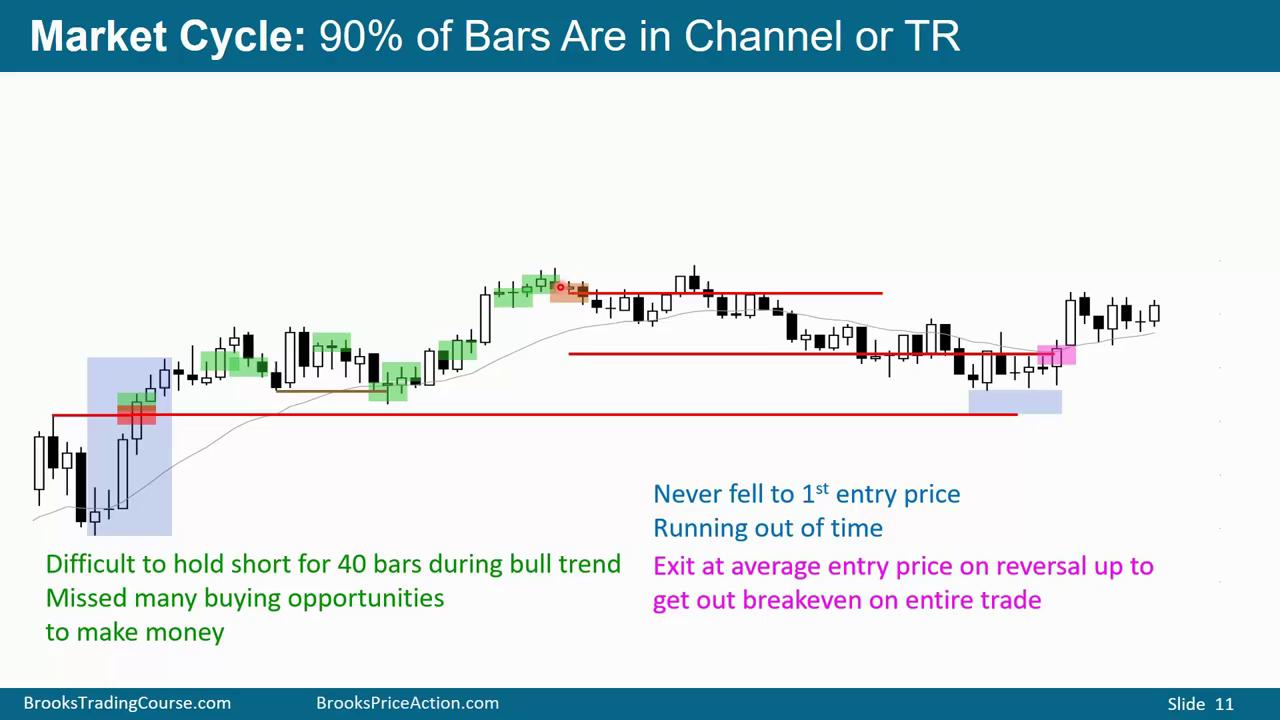 Market Cycle: 90% of Bars Are in Channel or TR
Never fell to 1st entry price
Running out of time
Exit at average entry price on reversal up to
get out breakeven on entire trade
Difficult to hold short for 40 bars during bull trend
Missed many buying opportunities
to make money
BrooksTradingCourse.com
BrooksPriceAction.com
Slide 11